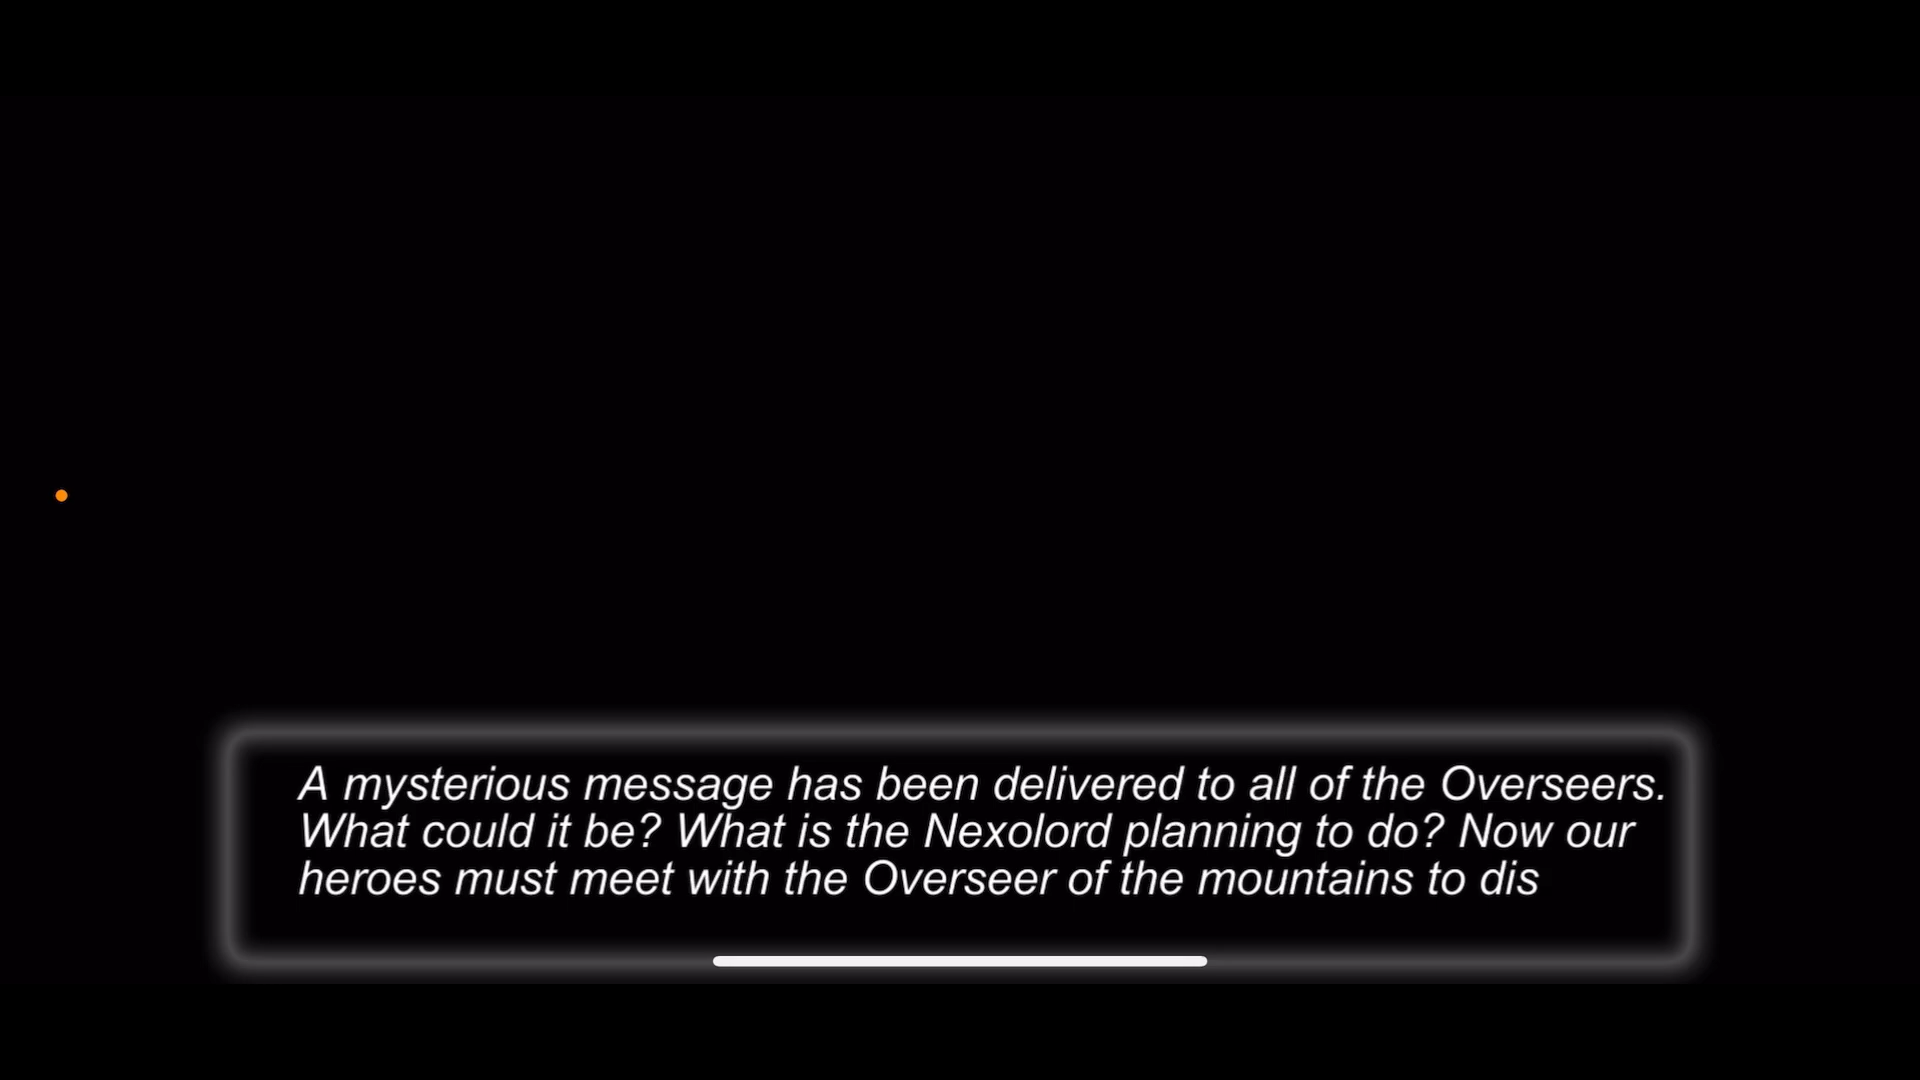 A mysterious message has been delivered to all of the Overseers.
What could it be? What is the Nexolord planning to do? Now our
heroes must meet with the Overseer of the mountains to dis